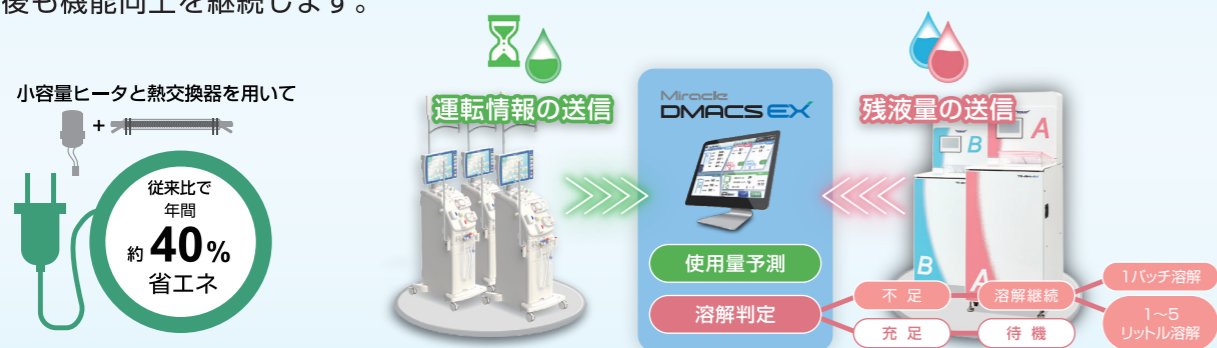 後も機能向上を継続します。
小容量ヒータと熱交換器を用いて
+
従来比で
年間
約40%
省エネ
運転情報の送信
Miracle
DMACS EX
使用量予測
溶解判定
残液量の送信
B
A
B
A
不足
溶解継続
1バッチ溶解
1~5
リットル溶解
充足
待機